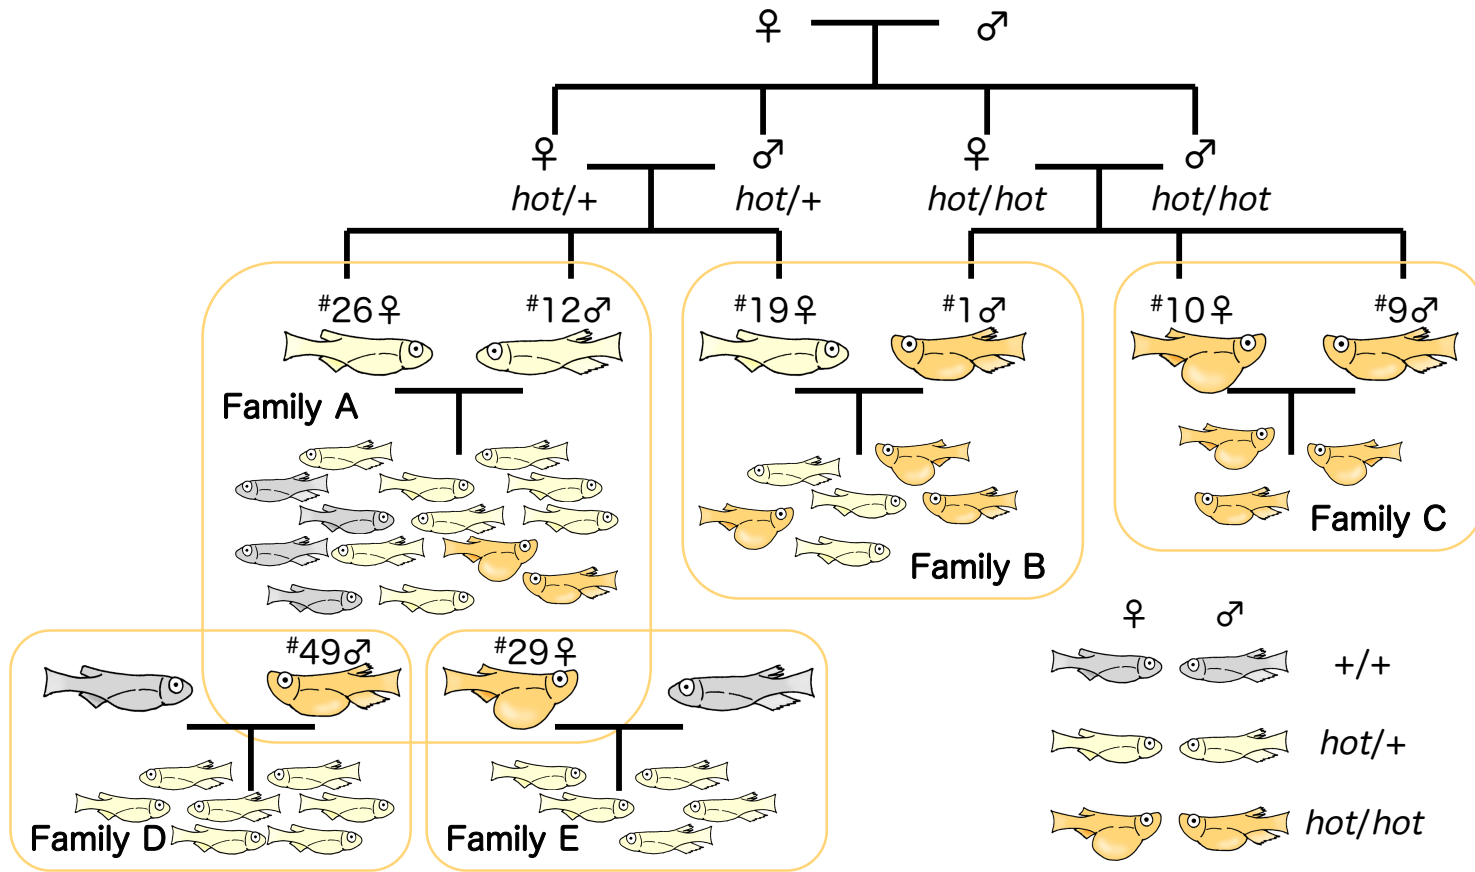 ♀ ♂
♀ ♂ ♀ ♂
hot/+ hot/+ hot/hot hot/hot
#26♀ #12♂ #19♀ #1♂ #10♀ #9♂
Family A
Family C
Family B
♀ ♂
#49♂ #29♀
+/+
hot/+
hot/hot
Family D Family E